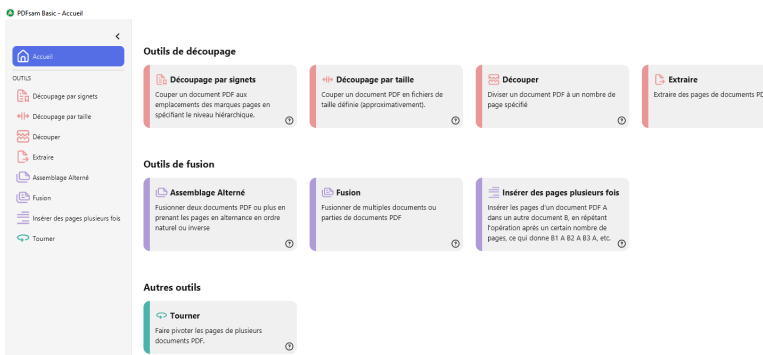 PDFsam Basic - Accueil
Accueil
OUTILS
Découpage par signets
Découpage par taille
Découper
Extraire
Assemblage Alterné
Fusion
Insérer des pages plusieurs fois
Tourner
Outils de découpage
Découpage par signets
Couper un document PDF aux
emplacements des marques pages en
spécifiant le niveau hiérarchique.
Découpage par taille
Couper un document PDF en fichiers de
taille définie (approximativement).
Découper
Diviser un document PDF à un nombre de
page spécifié
Extraire
Extraire des pages de documents PD
Outils de fusion
Assemblage Alterné
Fusionner deux documents PDF ou plus en
prenant les pages en alternance en ordre
naturel ou inverse
Fusion
Fusionner de multiples documents ou
parties de documents PDF
Insérer des pages plusieurs fois
Insérer les pages d'un document PDF A
dans un autre document B, en répétant
l'opération après un certain nombre de
pages, ce qui donne B1 A B2 A B3 A, etc.
Autres outils
Tourner
Faire pivoter les pages de plusieurs
documents PDF.